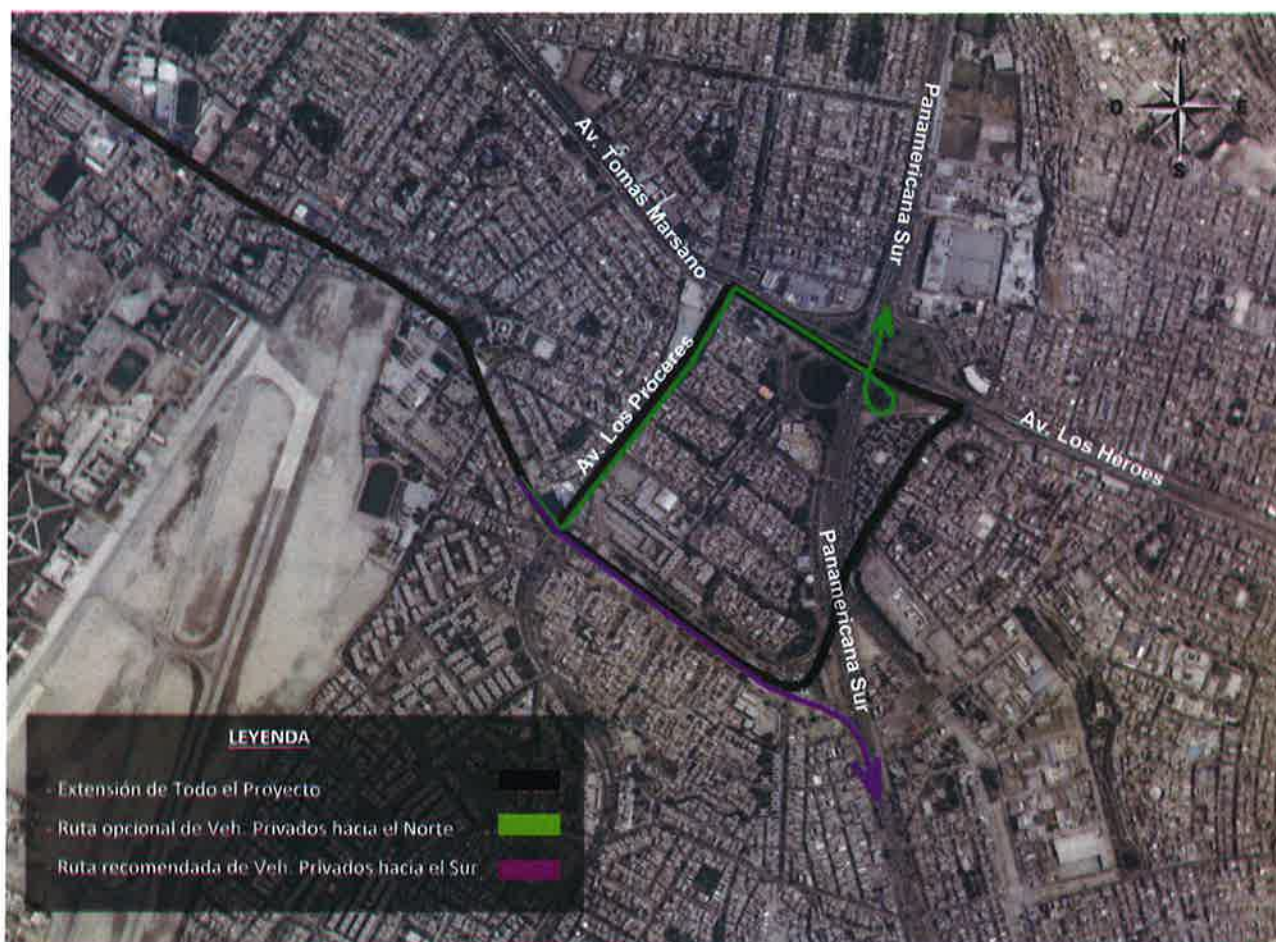 N
O
E
S
Panamericana Sur
Av. Tomás Marsano
Av. Los Próceres
Av. Los Héroes
Panamericana Sur
LEYENDA
- Extensión de Todo el Proyecto
- Ruta opcional de Veh. Privados hacia el Norte
- Ruta recomendada de Veh. Privados hacia el Sur